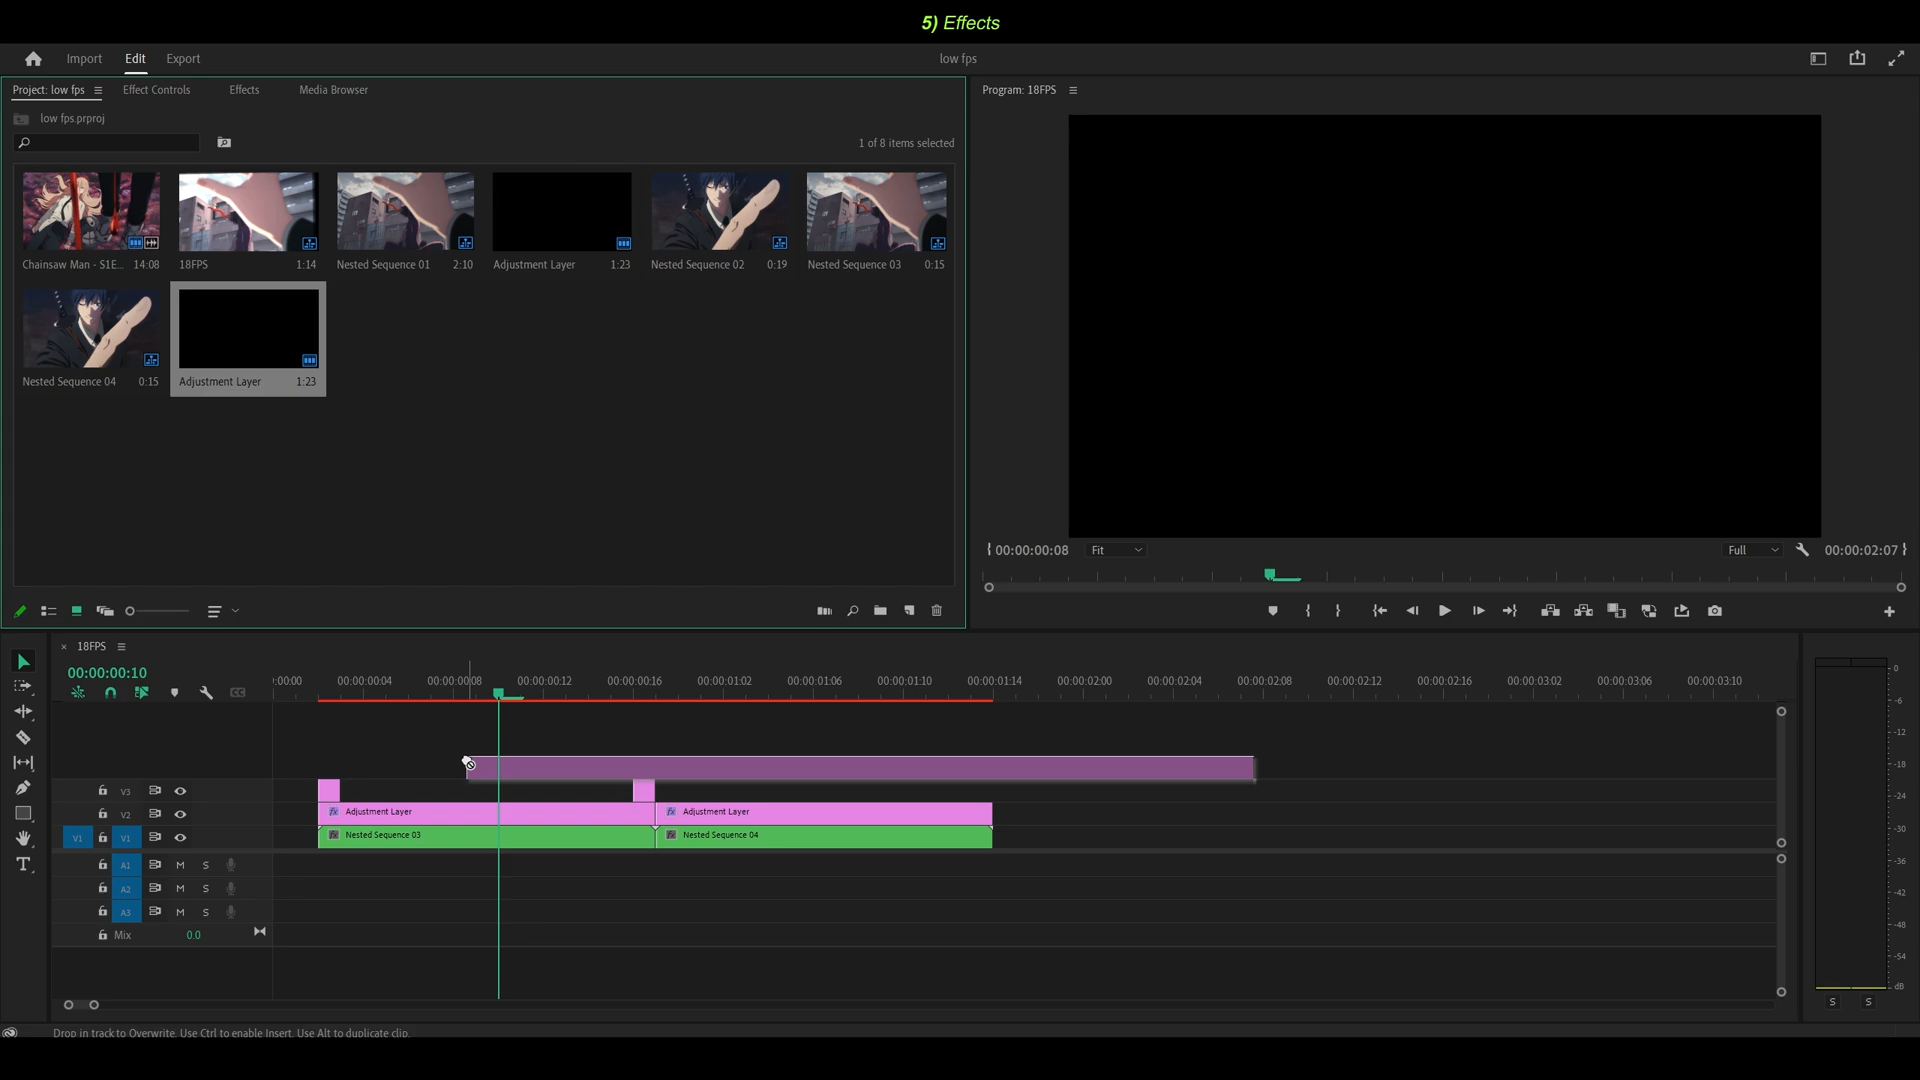 5) Effects
Import Edit Export
low fps
Project: low fps Effect Controls Effects Media Browser
Program: 18FPS
low fps.prproj
1 of 8 items selected
Chainsaw Man - S1E... 14:08
18FPS 1:14
Nested Sequence 01 2:10
Adjustment Layer 1:23
Nested Sequence 02 0:19
Nested Sequence 03 0:15
Nested Sequence 04 0:15
Adjustment Layer 1:23
00:00:00:08 Fit Full 00:00:02:07
18FPS
00:00:00:10
:00:00 00:00:00:04 00:00:00:08 00:00:00:12 00:00:00:16 00:00:01:02 00:00:01:06 00:00:01:10 00:00:01:14 00:00:02:00 00:00:02:04 00:00:02:08 00:00:02:12 00:00:02:16 00:00:03:02 00:00:03:06 00:00:03:10
V3
V2 Adjustment Layer Adjustment Layer
V1 V1 Nested Sequence 03 Nested Sequence 04
A1 M S
A2 M S
A3 M S
Mix 0.0
0
-6
-12
-18
-24
-30
-36
-42
-48
-54
dB
S S
Drop in track to Overwrite. Use Ctrl to enable Insert. Use Alt to duplicate clip.